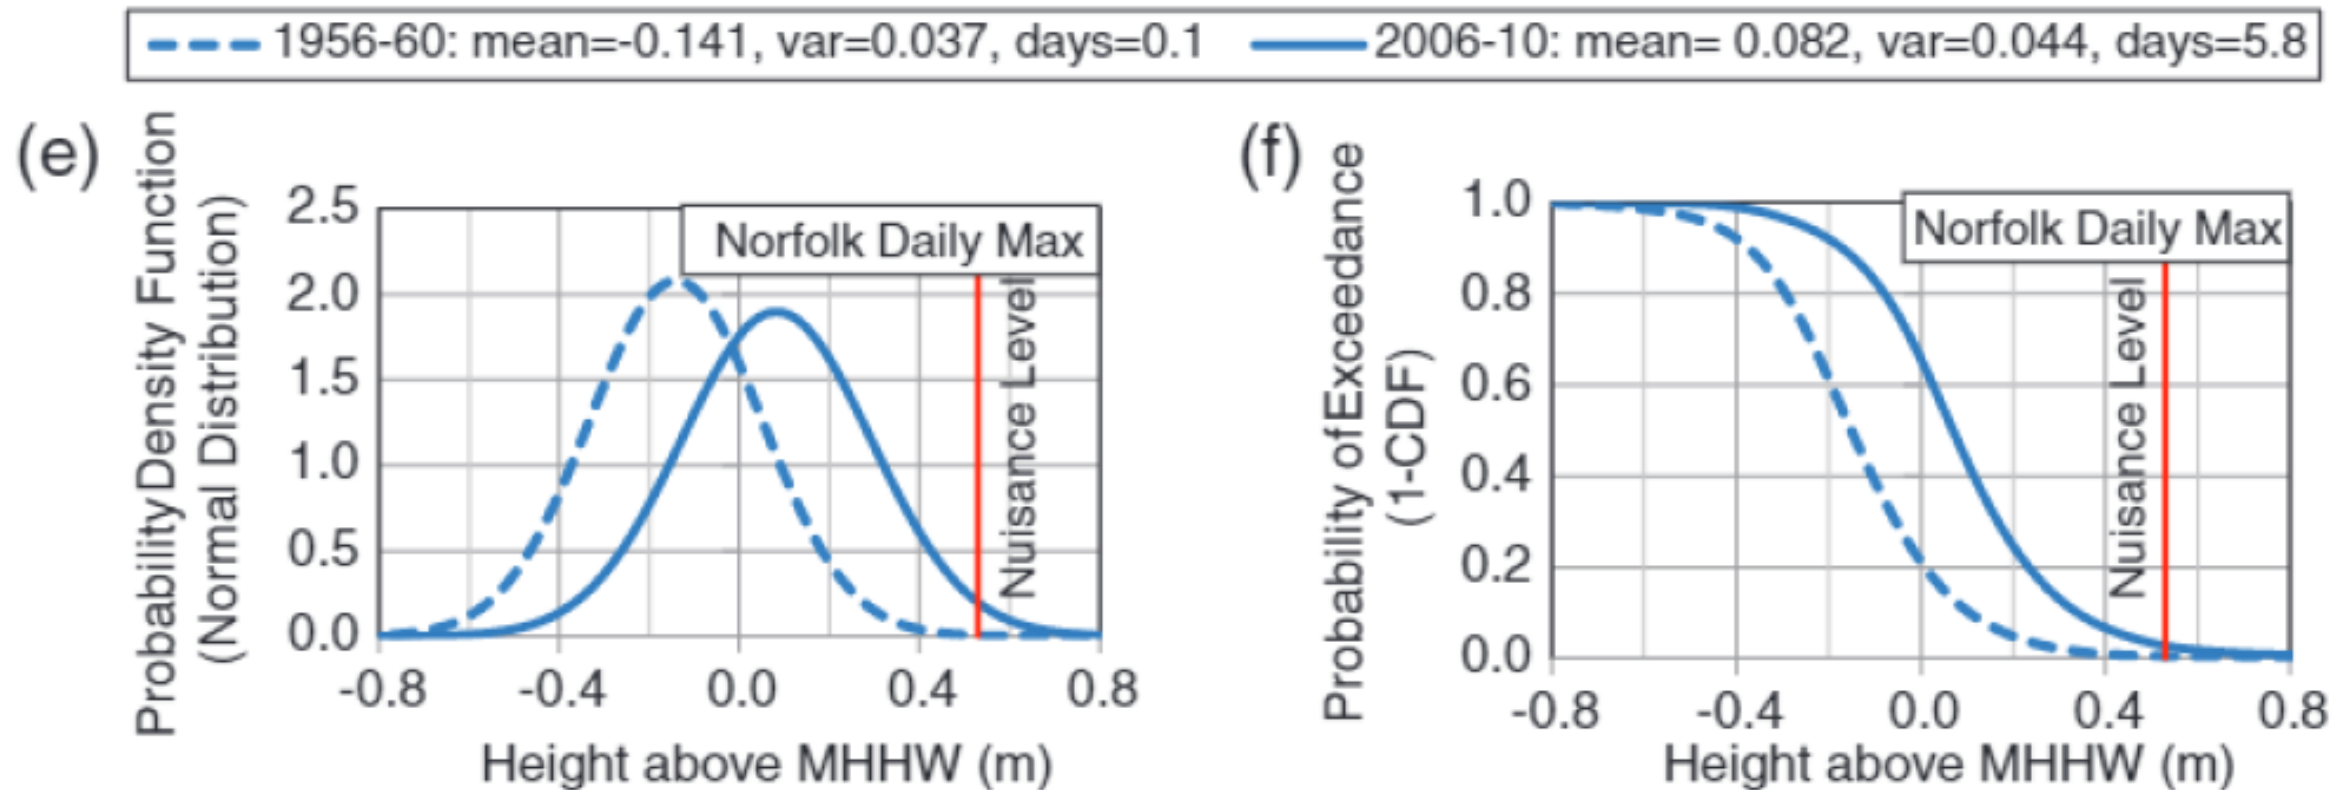 1956-60: mean=-0.141, var=0.037, days=0.1
2006-10: mean= 0.082, var=0.044, days=5.8
(e)
Probability Density Function
(Normal Distribution)
2.5
2.0
1.5
1.0
0.5
0.0
Norfolk Daily Max
Nuisance Level
-0.8 -0.4 0.0 0.4 0.8
Height above MHHW (m)
(f)
Probability of Exceedance
(1-CDF)
1.0
0.8
0.6
0.4
0.2
0.0
Norfolk Daily Max
Nuisance Level
-0.8 -0.4 0.0 0.4 0.8
Height above MHHW (m)